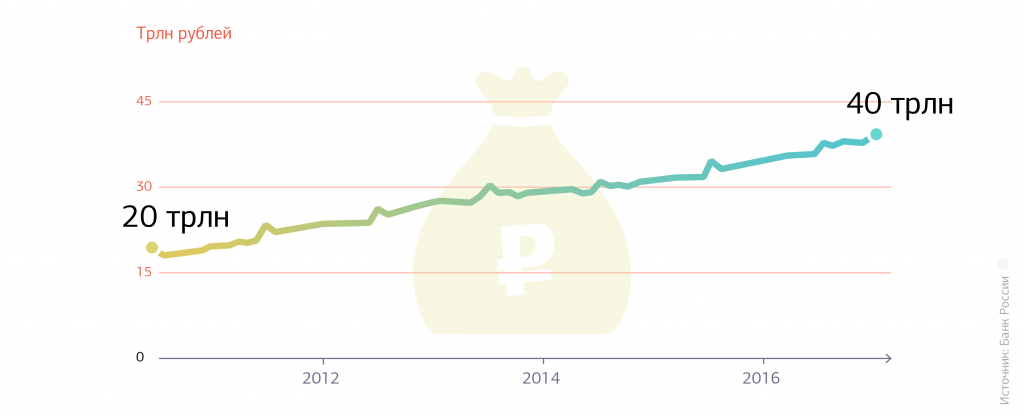 Трлн рублей
45
40 трлн
30
20 трлн
15
0
2012
2014
2016
Источник: Банк России